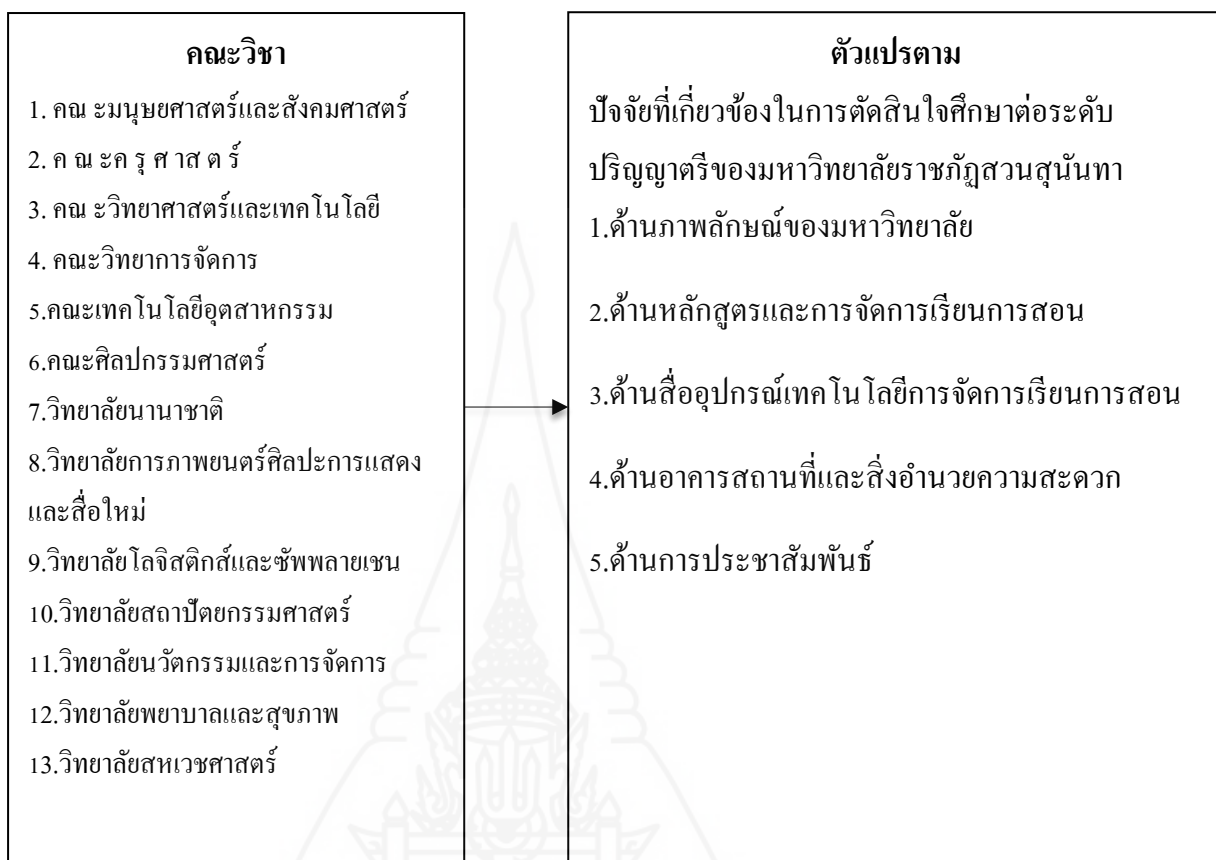 คณะวิชา
1. คณะมนุษยศาสตร์และสังคมศาสตร์
2. คณะครุศาสตร์
3. คณะวิทยาศาสตร์และเทคโนโลยี
4. คณะวิทยาการจัดการ
5.คณะเทคโนโลยีอุตสาหกรรม
6.คณะศิลปกรรมศาสตร์
7.วิทยาลัยนานาชาติ
8.วิทยาลัยการภาพยนตร์ศิลปะการแสดง
และสื่อใหม่
9.วิทยาลัยโลจิสติกส์และซัพพลายเชน
10.วิทยาลัยสถาปัตยกรรมศาสตร์
11.วิทยาลัยนวัตกรรมและการจัดการ
12.วิทยาลัยพยาบาลและสุขภาพ
13.วิทยาลัยสหเวชศาสตร์
ตัวแปรตาม
ปัจจัยที่เกี่ยวข้องในการตัดสินใจศึกษาต่อระดับ
ปริญญาตรีของมหาวิทยาลัยราชภัฏสวนสุนันทา
1.ด้านภาพลักษณ์ของมหาวิทยาลัย
2.ด้านหลักสูตรและการจัดการเรียนการสอน
3.ด้านสื่ออุปกรณ์เทคโนโลยีการจัดการเรียนการสอน
4.ด้านอาคารสถานที่และสิ่งอำนวยความสะดวก
5.ด้านการประชาสัมพันธ์